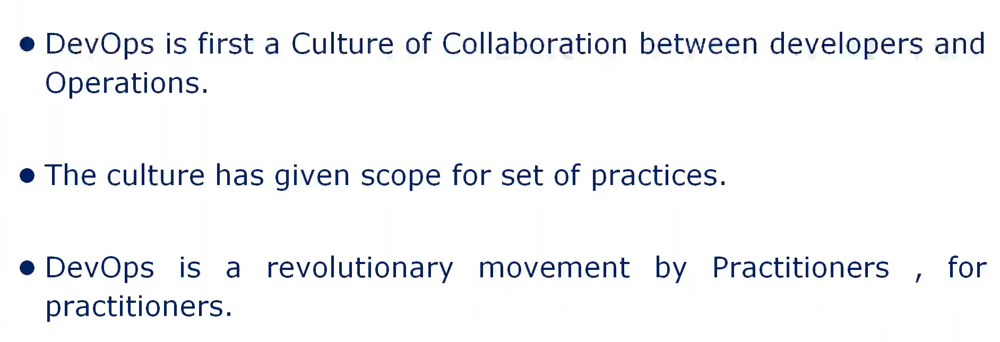 ● DevOps is first a Culture of Collaboration between developers and
Operations.
● The culture has given scope for set of practices.
● DevOps is a revolutionary movement by Practitioners , for
practitioners.